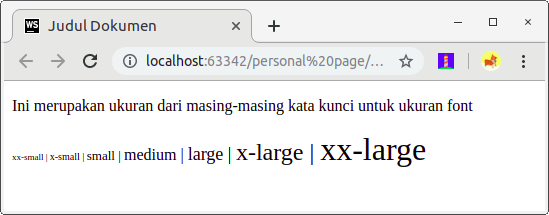 WS Judul Dokumen
localhost:63342/personal%20page/...
Ini merupakan ukuran dari masing-masing kata kunci untuk ukuran font
xx-small | x-small | small | medium | large | x-large | xx-large